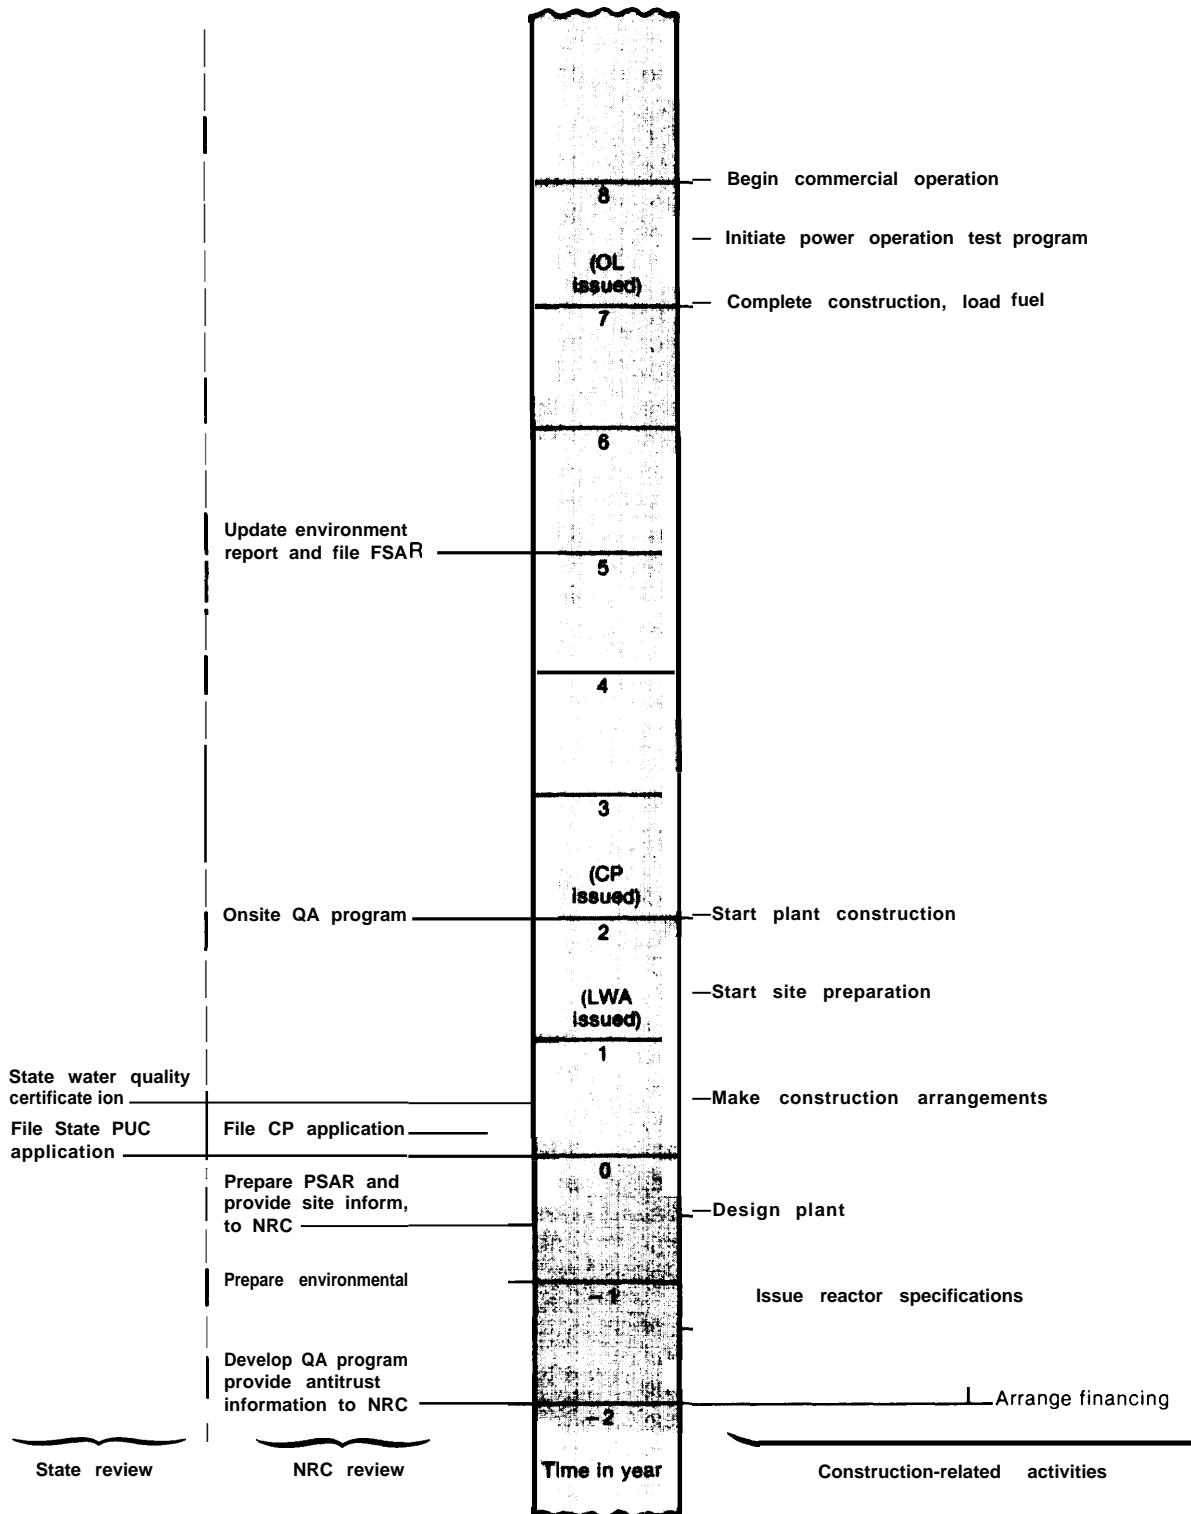 8
— Begin commercial operation
— Initiate power operation test program
(OL
issued)
— Complete construction, load fuel
7
6
Update environment
report and file FSAR
5
4
3
(CP
issued)
Onsite QA program
—Start plant construction
2
(LWA
issued)
—Start site preparation
1
State water quality
certificate ion
—Make construction arrangements
File State PUC
application
File CP application
0
Prepare PSAR and
provide site inform,
to NRC
—Design plant
Prepare environmental
–1
Issue reactor specifications
Develop QA program
provide antitrust
information to NRC
–2
Arrange financing
State review
NRC review
Time in year
Construction-related activities